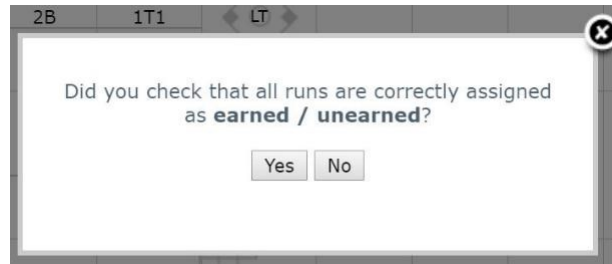 2B 1T1 LT
Did you check that all runs are correctly assigned
as earned / unearned?
Yes No